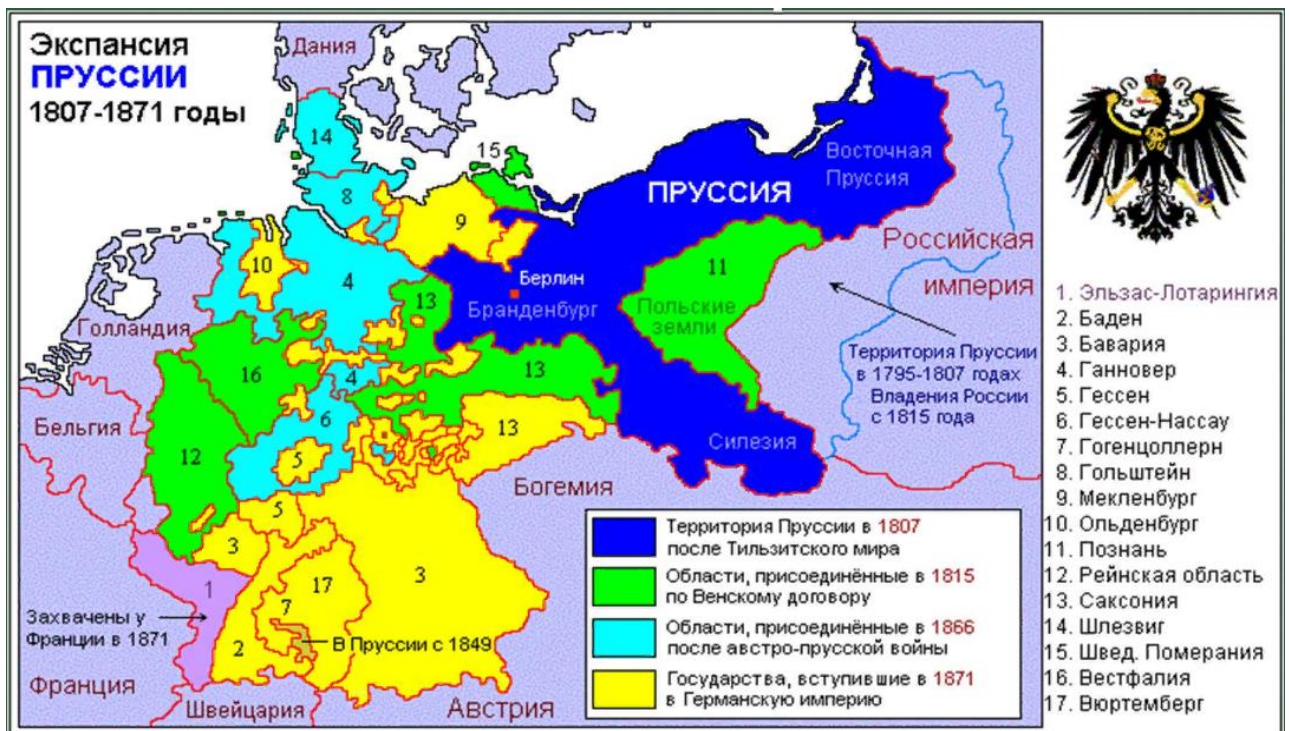 Экспансия
ПРУССИИ
1807-1871 годы
Дания
14
15
8
9
10
4
13
11
Восточная
Пруссия
ПРУССИЯ
Российская
империя
Берлин
Бранденбург
Польские
земли
Голландия
16
4
13
Территория Пруссии
в 1795-1807 годах
Владения России
с 1815 года
Бельгия
12
6
5
13
Силезия
Богемия
5
3
3
1
17
7
2
Захвачены у
Франции в 1871
В Пруссии с 1849
Франция
Швейцария
Австрия
Территория Пруссии в 1807
после Тильзитского мира
Области, присоединённые в 1815
по Венскому договору
Области, присоединённые в 1866
после австро-прусской войны
Государства, вступившие в 1871
в Германскую империю
1. Эльзас-Лотарингия
2. Баден
3. Бавария
4. Ганновер
5. Гессен
6. Гессен-Нассау
7. Гогенцоллерн
8. Гольштейн
9. Мекленбург
10. Ольденбург
11. Познань
12. Рейнская область
13. Саксония
14. Шлезвиг
15. Швед. Померания
16. Вестфалия
17. Вюртемберг